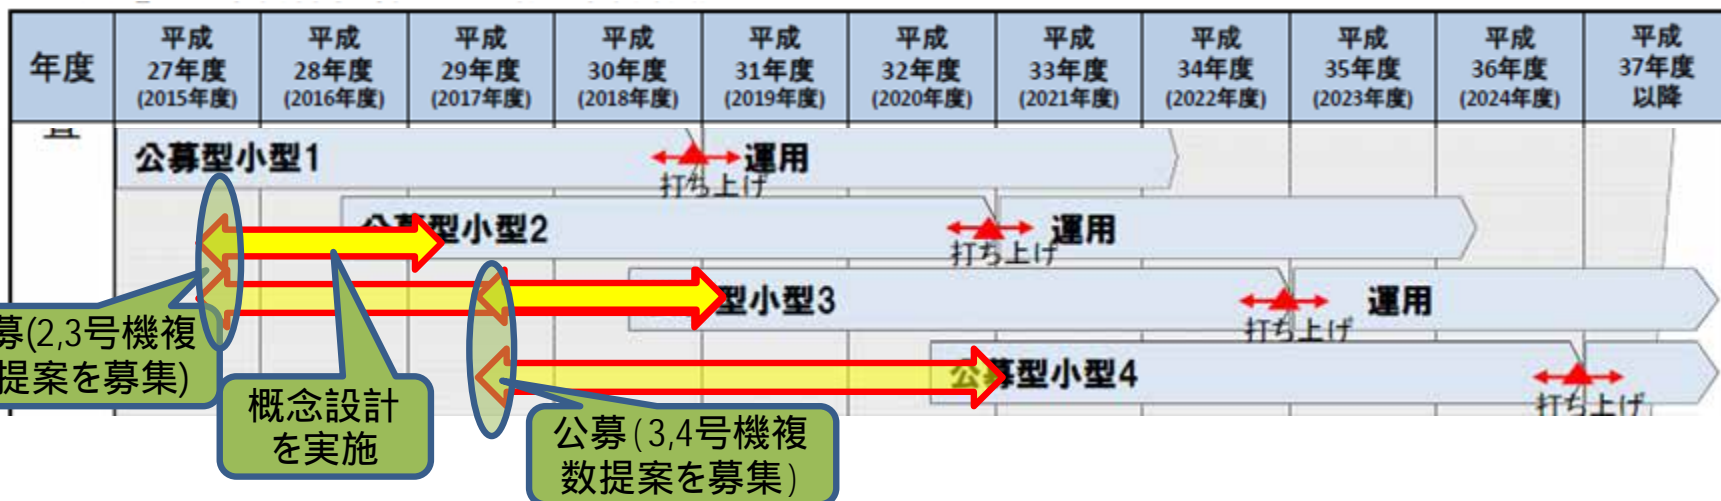 年度
平成
27年度
(2015年度)
平成
28年度
(2016年度)
平成
29年度
(2017年度)
平成
30年度
(2018年度)
平成
31年度
(2019年度)
平成
32年度
(2020年度)
平成
33年度
(2021年度)
平成
34年度
(2022年度)
平成
35年度
(2023年度)
平成
36年度
(2024年度)
平成
37年度
以降
公募型小型1
打ち上げ
運用
公募型小型2
打ち上げ
運用
型小型3
打ち上げ
運用
公募型小型4
打ち上げ
募(2,3号機複
提案を募集)
概念設計
を実施
公募(3,4号機複
数提案を募集)